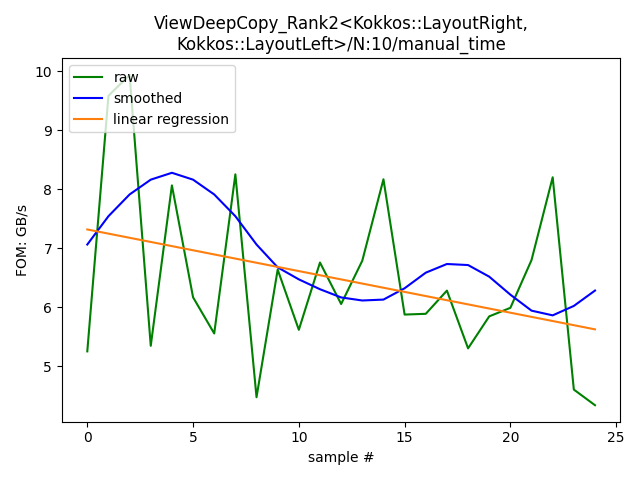 ViewDeepCopy_Rank2<Kokkos::LayoutRight,
Kokkos::LayoutLeft>/N:10/manual_time
raw
smoothed
linear regression
FOM: GB/s
10
9
8
7
6
5
0
5
10
15
20
25
sample #